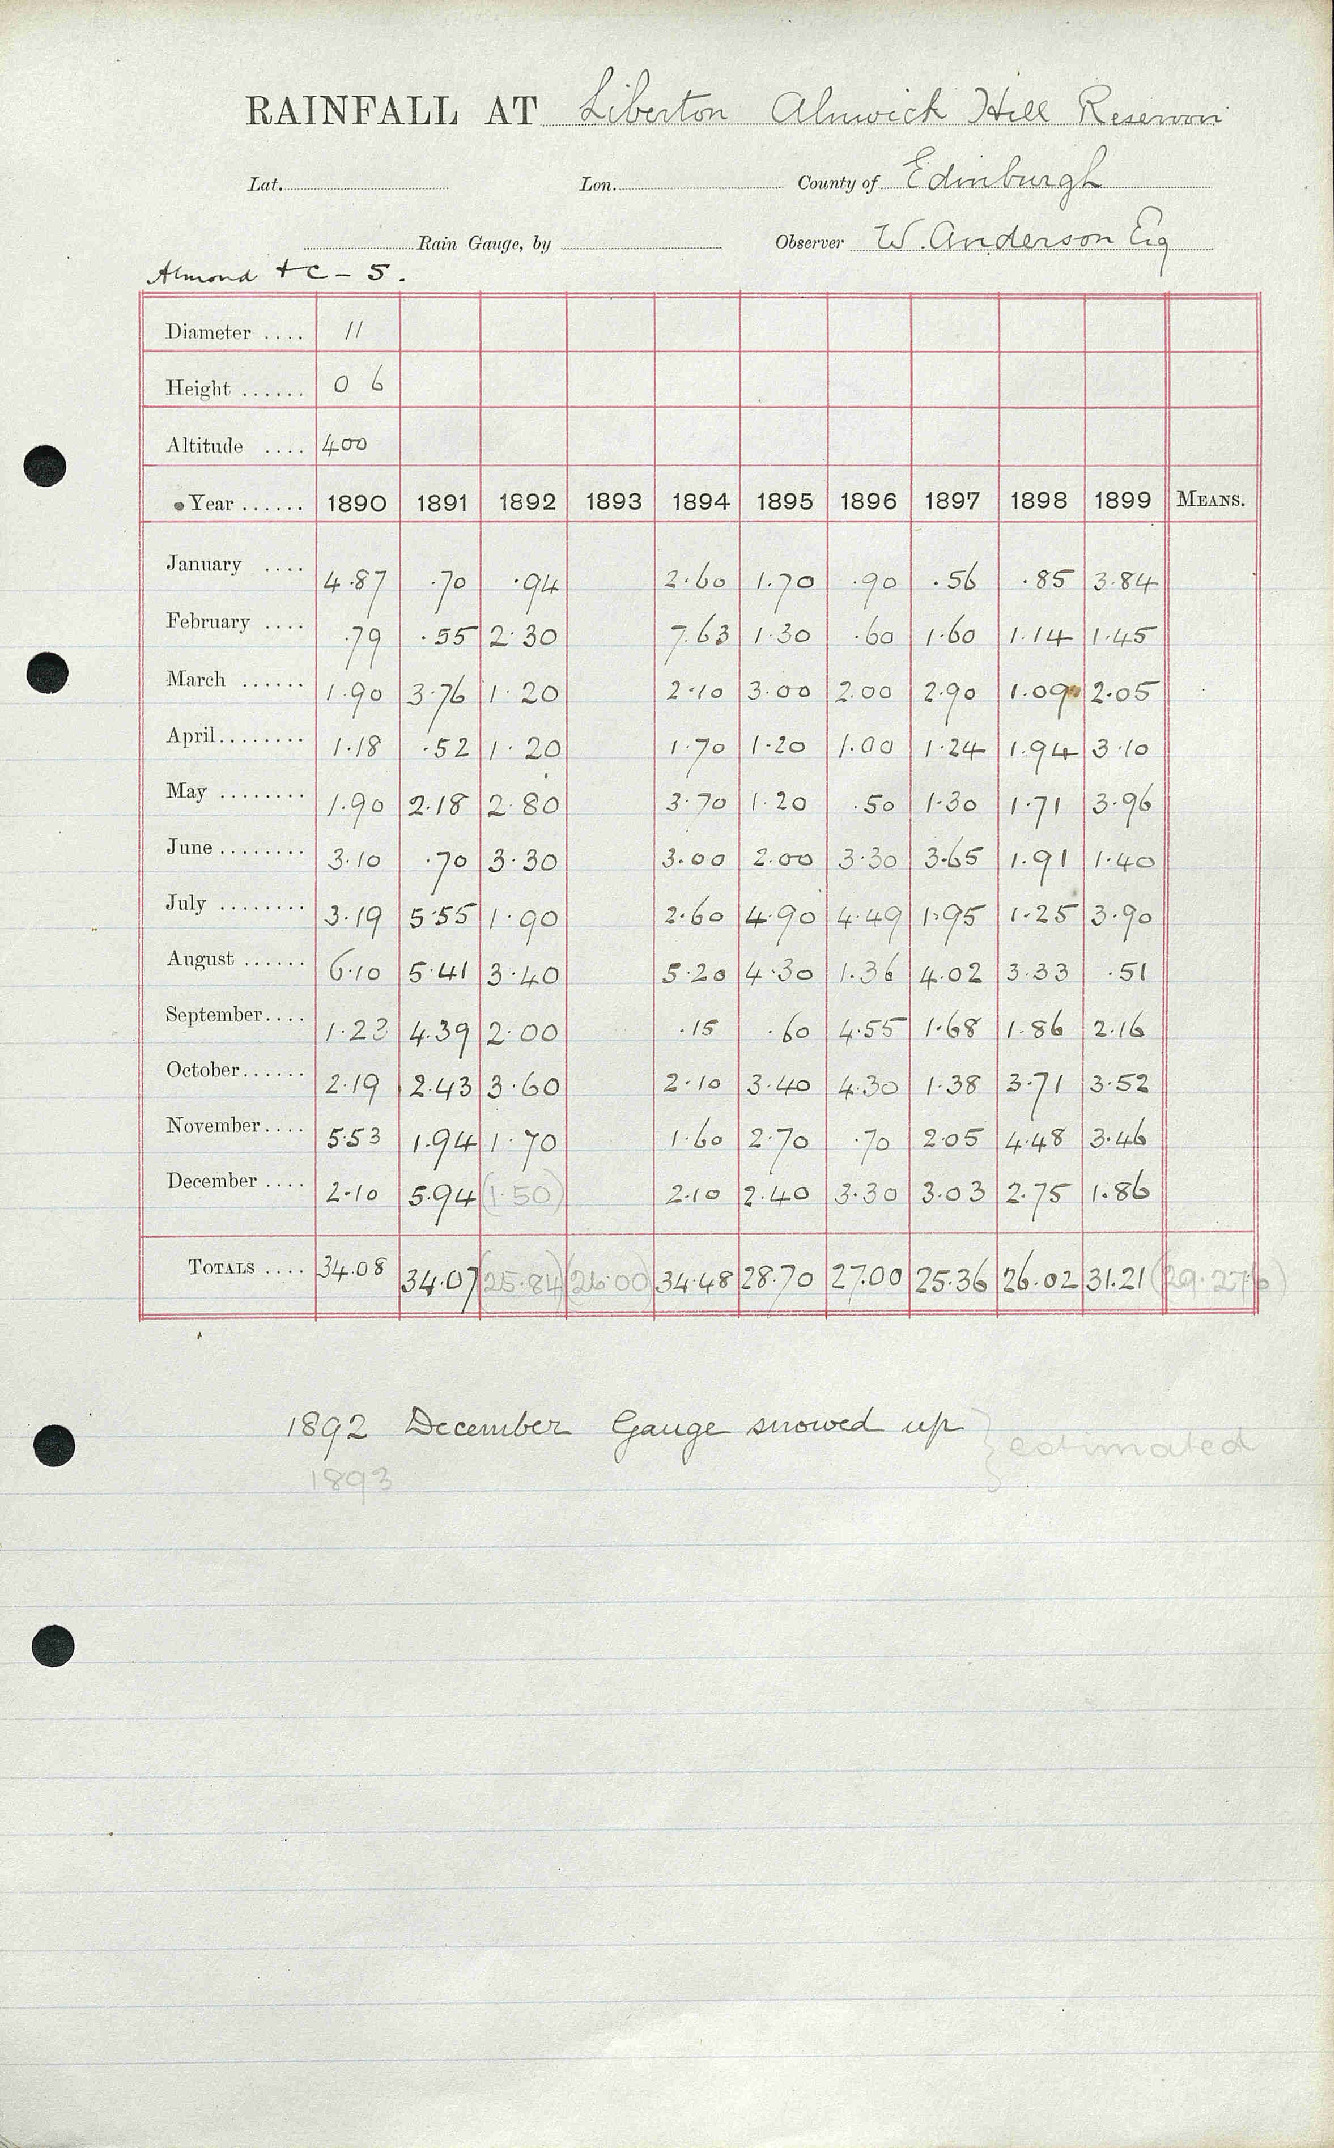 RAINFALL AT Liberton Alnwick Hill Reservoir
Lat. Lon. County of Edinburgh
Rain Gauge, by Observer W. Anderson Esq
Almond + C - 5.
Diameter .... 11
Height ...... 0 6
Altitude .... 400
Year ...... 1890 1891 1892 1893 1894 1895 1896 1897 1898 1899 MEANS.
January .... 4.87 .70 .94 2.60 1.70 .90 .56 .85 3.84
February .... .79 .55 2.30 7.63 1.30 .60 1.60 1.14 1.45
March ...... 1.90 3.76 1.20 2.10 3.00 2.00 2.90 1.09 2.05
April........ 1.18 .52 1.20 1.70 1.20 1.00 1.24 1.94 3.10
May ........ 1.90 2.18 2.80 3.70 1.20 .50 1.30 1.71 3.96
June ........ 3.10 .70 3.30 3.00 2.00 3.30 3.65 1.91 1.40
July ........ 3.19 5.55 1.90 2.60 4.90 4.49 1.95 1.25 3.90
August ...... 6.10 5.41 3.40 5.20 4.30 1.36 4.02 3.33 .51
September.... 1.23 4.39 2.00 .15 .60 4.55 1.68 1.86 2.16
October...... 2.19 2.43 3.60 2.10 3.40 4.30 1.38 3.71 3.52
November.... 5.53 1.94 1.70 1.60 2.70 .70 2.05 4.48 3.46
December .... 2.10 5.94 (1.50) 2.10 2.40 3.30 3.03 2.75 1.86
TOTALS .... 34.08 34.07 (25.84) (26.00) 34.48 28.70 27.00 25.36 26.02 31.21 (29.276)
1892 December Gauge snowed up } estimated
1893